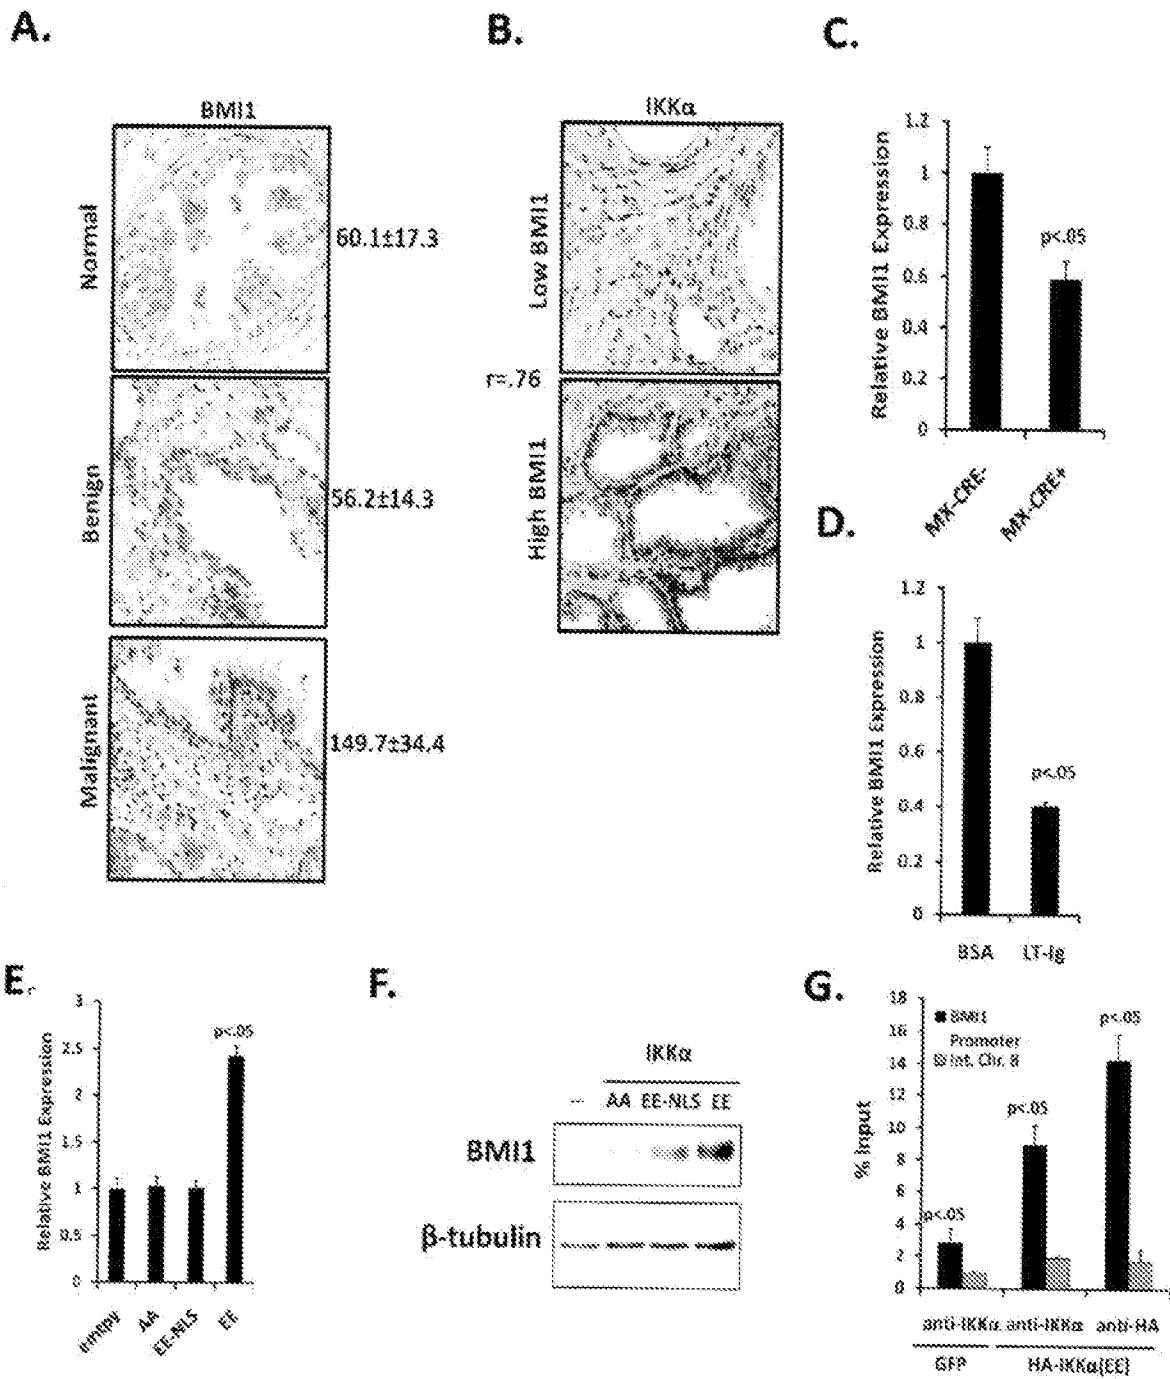 A.
BMI1
Normal
60.1±17.3
Benign
56.2±14.3
Malignant
149.7±34.4
B.
IKKα
Low BMI1
r=.76
High BMI1
C.
Relative BMI1 Expression
1.2
1
0.8
0.6
0.4
0.2
0
p<.05
MX-CRE-
MX-CRE+
D.
Relative BMI1 Expression
1.2
1
0.8
0.6
0.4
0.2
0
p<.05
BSA LT-Ig
E.
Relative BMI1 Expression
3
2.5
2
1.5
1
0.5
0
p<.05
AA
EE-NLS
EE
F.
IKKα
-- AA EE-NLS EE
BMI1
β-tubulin
G.
% Input
18
16
14
12
10
8
6
4
2
0
BMI1
Promoter
Int. Chr. 8
p<.05
p<.05
p<.05
anti-IKKα anti-IKKα anti-HA
GFP HA-IKKα(EE)